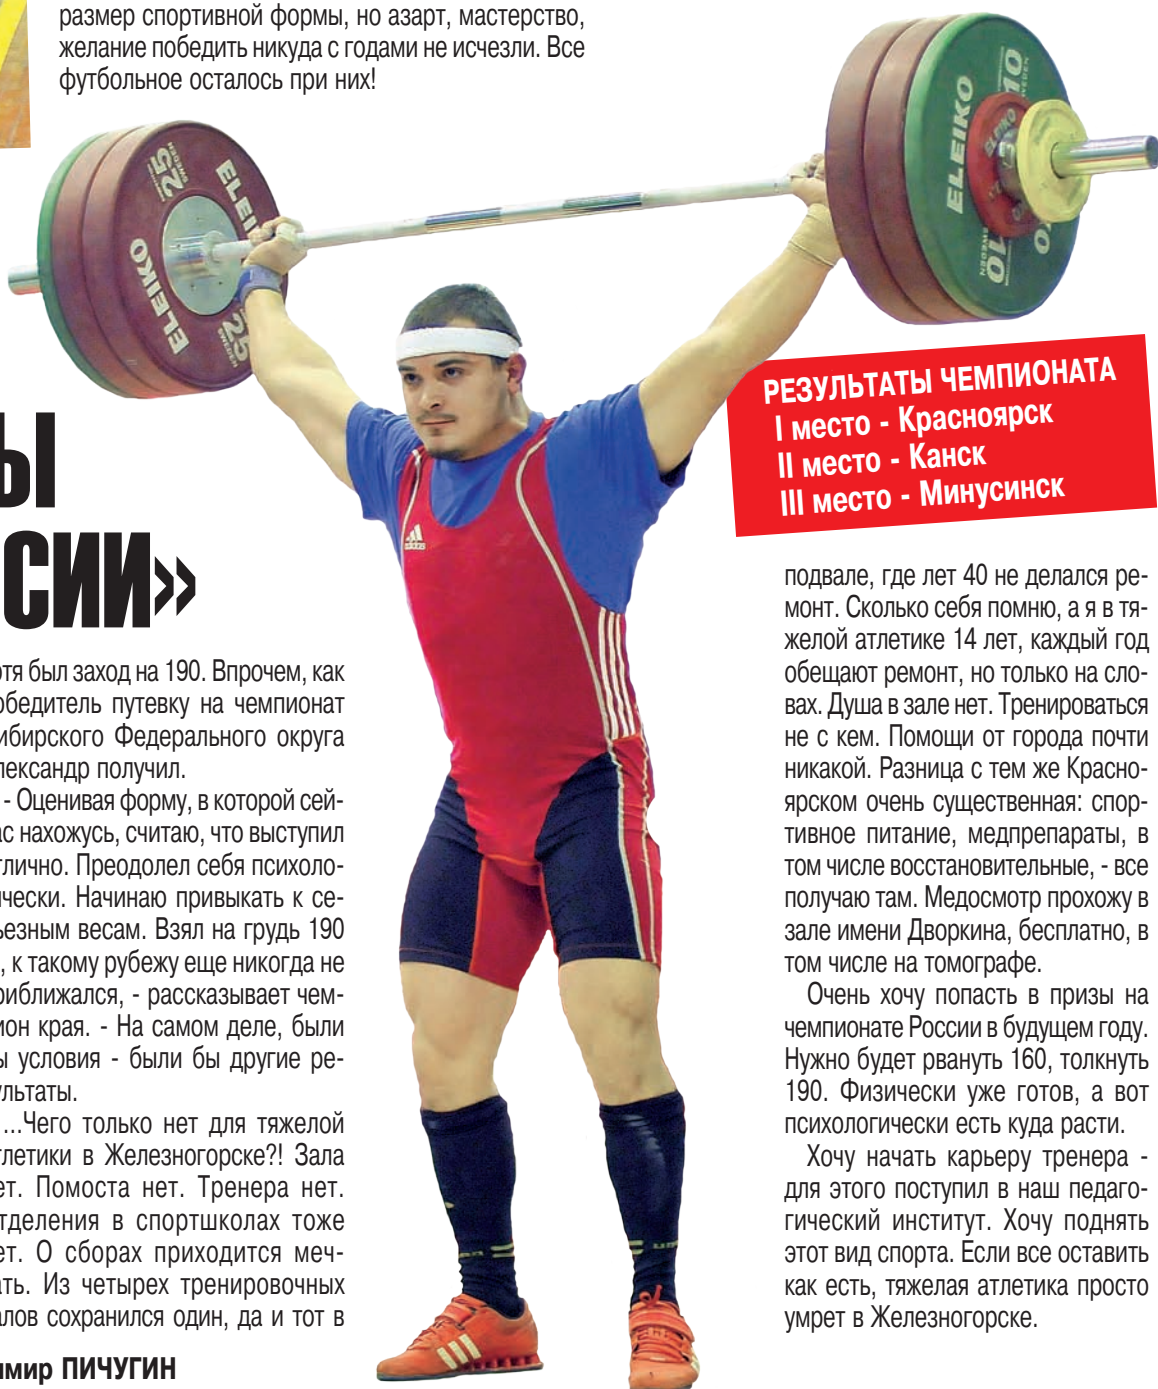 размер спортивной формы, но азарт, мастерство,
желание победить никуда с годами не исчезли. Все
футбольное осталось при них!
25
SWEDEN
ELEIKO
ELEIKO
25
SWEDEN
10
SWEDEN
ELEIKO
ELEIKO
10
SWEDEN
РЕЗУЛЬТАТЫ ЧЕМПИОНАТА
I место - Красноярск
II место - Канск
III место - Минусинск
adidas
Ы
СИИ»
отя был заход на 190. Впрочем, как
обедитель путевку на чемпионат
ибирского Федерального округа
лександр получил.
- Оценивая форму, в которой сей-
ас нахожусь, считаю, что выступил
тлично. Преодолел себя психоло-
ически. Начинаю привыкать к се-
ьезным весам. Взял на грудь 190
, к такому рубежу еще никогда не
риближался, - рассказывает чем-
ион края. - На самом деле, были
ы условия - были бы другие ре-
ультаты.
...Чего только нет для тяжелой
тлетики в Железногорске?! Зала
ет. Помоста нет. Тренера нет.
тделения в спортшколах тоже
ет. О сборах приходится меч-
ать. Из четырех тренировочных
алов сохранился один, да и тот в
имир ПИЧУГИН
подвале, где лет 40 не делался ре-
монт. Сколько себя помню, а я в тя-
желой атлетике 14 лет, каждый год
обещают ремонт, но только на сло-
вах. Душа в зале нет. Тренироваться
не с кем. Помощи от города почти
никакой. Разница с тем же Красно-
ярском очень существенная: спор-
тивное питание, медпрепараты, в
том числе восстановительные, - все
получаю там. Медосмотр прохожу в
зале имени Дворкина, бесплатно, в
том числе на томографе.
Очень хочу попасть в призы на
чемпионате России в будущем году.
Нужно будет рвануть 160, толкнуть
190. Физически уже готов, а вот
психологически есть куда расти.
Хочу начать карьеру тренера -
для этого поступил в наш педаго-
гический институт. Хочу поднять
этот вид спорта. Если все оставить
как есть, тяжелая атлетика просто
умрет в Железногорске.